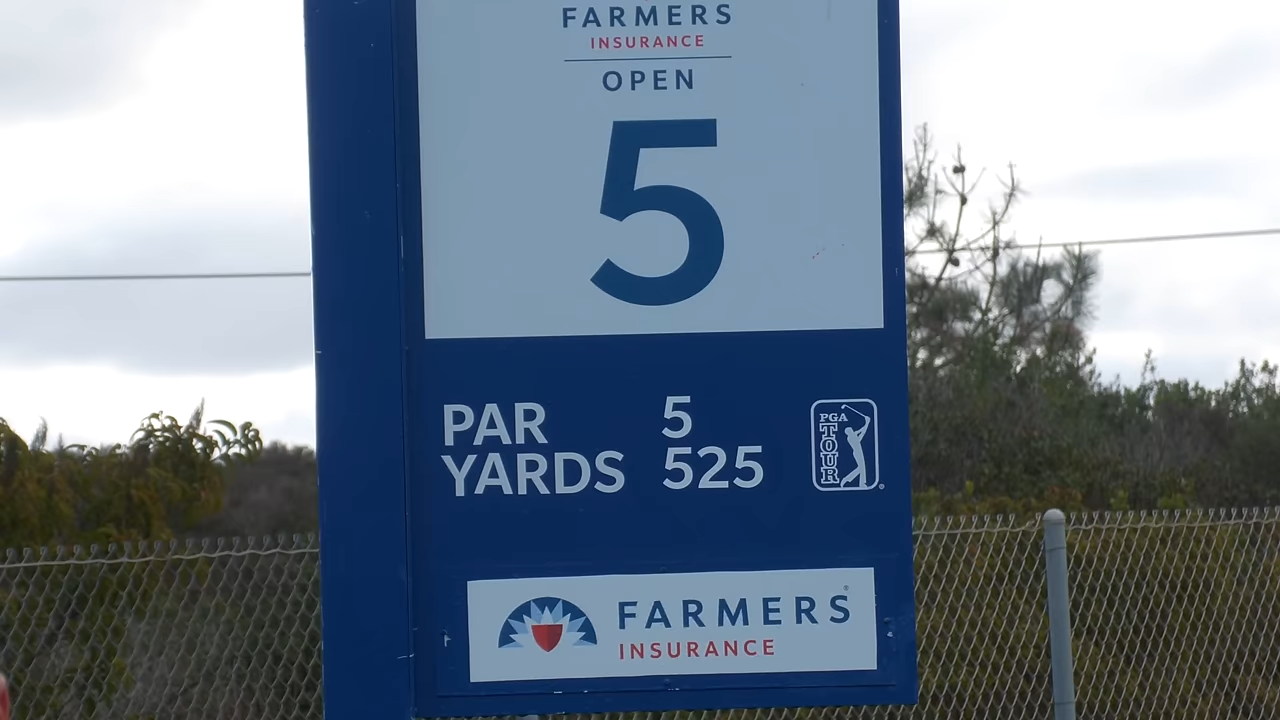 FARMERS
INSURANCE
OPEN
5
PAR 5
YARDS 525
PGA
TOUR
FARMERS®
INSURANCE